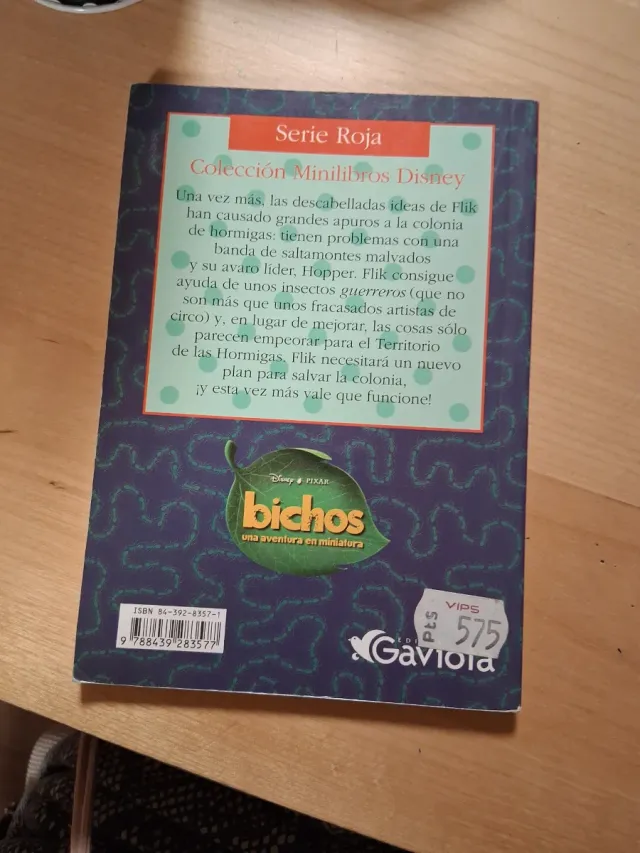 Serie Roja
Colección Minilibros Disney
Una vez más, las descabelladas ideas de Flik
han causado grandes apuros a la colonia
de hormigas: tienen problemas con una
banda de saltamontes malvados
y su avaro líder, Hopper. Flik consigue
ayuda de unos insectos guerreros (que no
son más que unos fracasados artistas de
circo) y, en lugar de mejorar, las cosas sólo
parecen empeorar para el Territorio
de las Hormigas. Flik necesitará un nuevo
plan para salvar la colonia,
¡y esta vez más vale que funcione!
Disney PIXAR
bichos
una aventura en miniatura
ISBN 84-392-8357-1
9 788439 283577
VIPS
pts 575
Gaviota